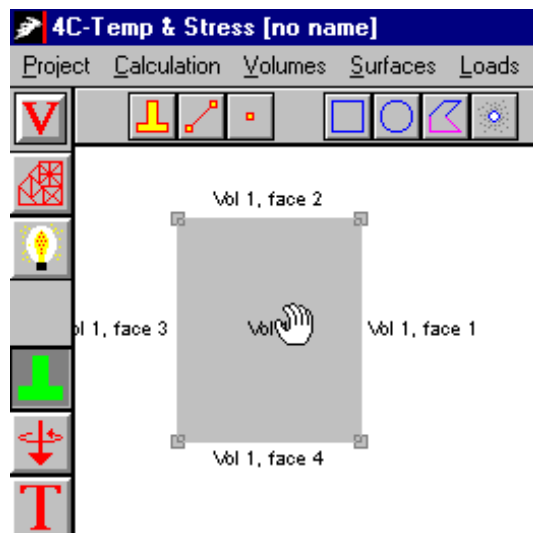 4C-Temp & Stress [no name]
Project Calculation Volumes Surfaces Loads
V
Vol 1, face 2
ol 1, face 3 Vol Vol 1, face 1
Vol 1, face 4
T